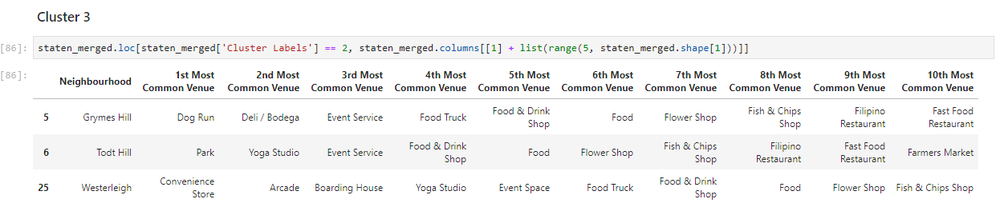 Cluster 3
[86]: staten_merged.loc[staten_merged['Cluster Labels'] == 2, staten_merged.columns[[1] + list(range(5, staten_merged.shape[1]))]]
[86]:
Neighbourhood 1st Most Common Venue 2nd Most Common Venue 3rd Most Common Venue 4th Most Common Venue 5th Most Common Venue 6th Most Common Venue 7th Most Common Venue 8th Most Common Venue 9th Most Common Venue 10th Most Common Venue
5 Grymes Hill Dog Run Deli / Bodega Event Service Food Truck Food & Drink Shop Food Flower Shop Fish & Chips Shop Filipino Restaurant Fast Food Restaurant
6 Todt Hill Park Yoga Studio Event Service Food & Drink Shop Food Flower Shop Fish & Chips Shop Filipino Restaurant Fast Food Restaurant Farmers Market
25 Westerleigh Convenience Store Arcade Boarding House Yoga Studio Event Space Food Truck Food & Drink Shop Food Flower Shop Fish & Chips Shop